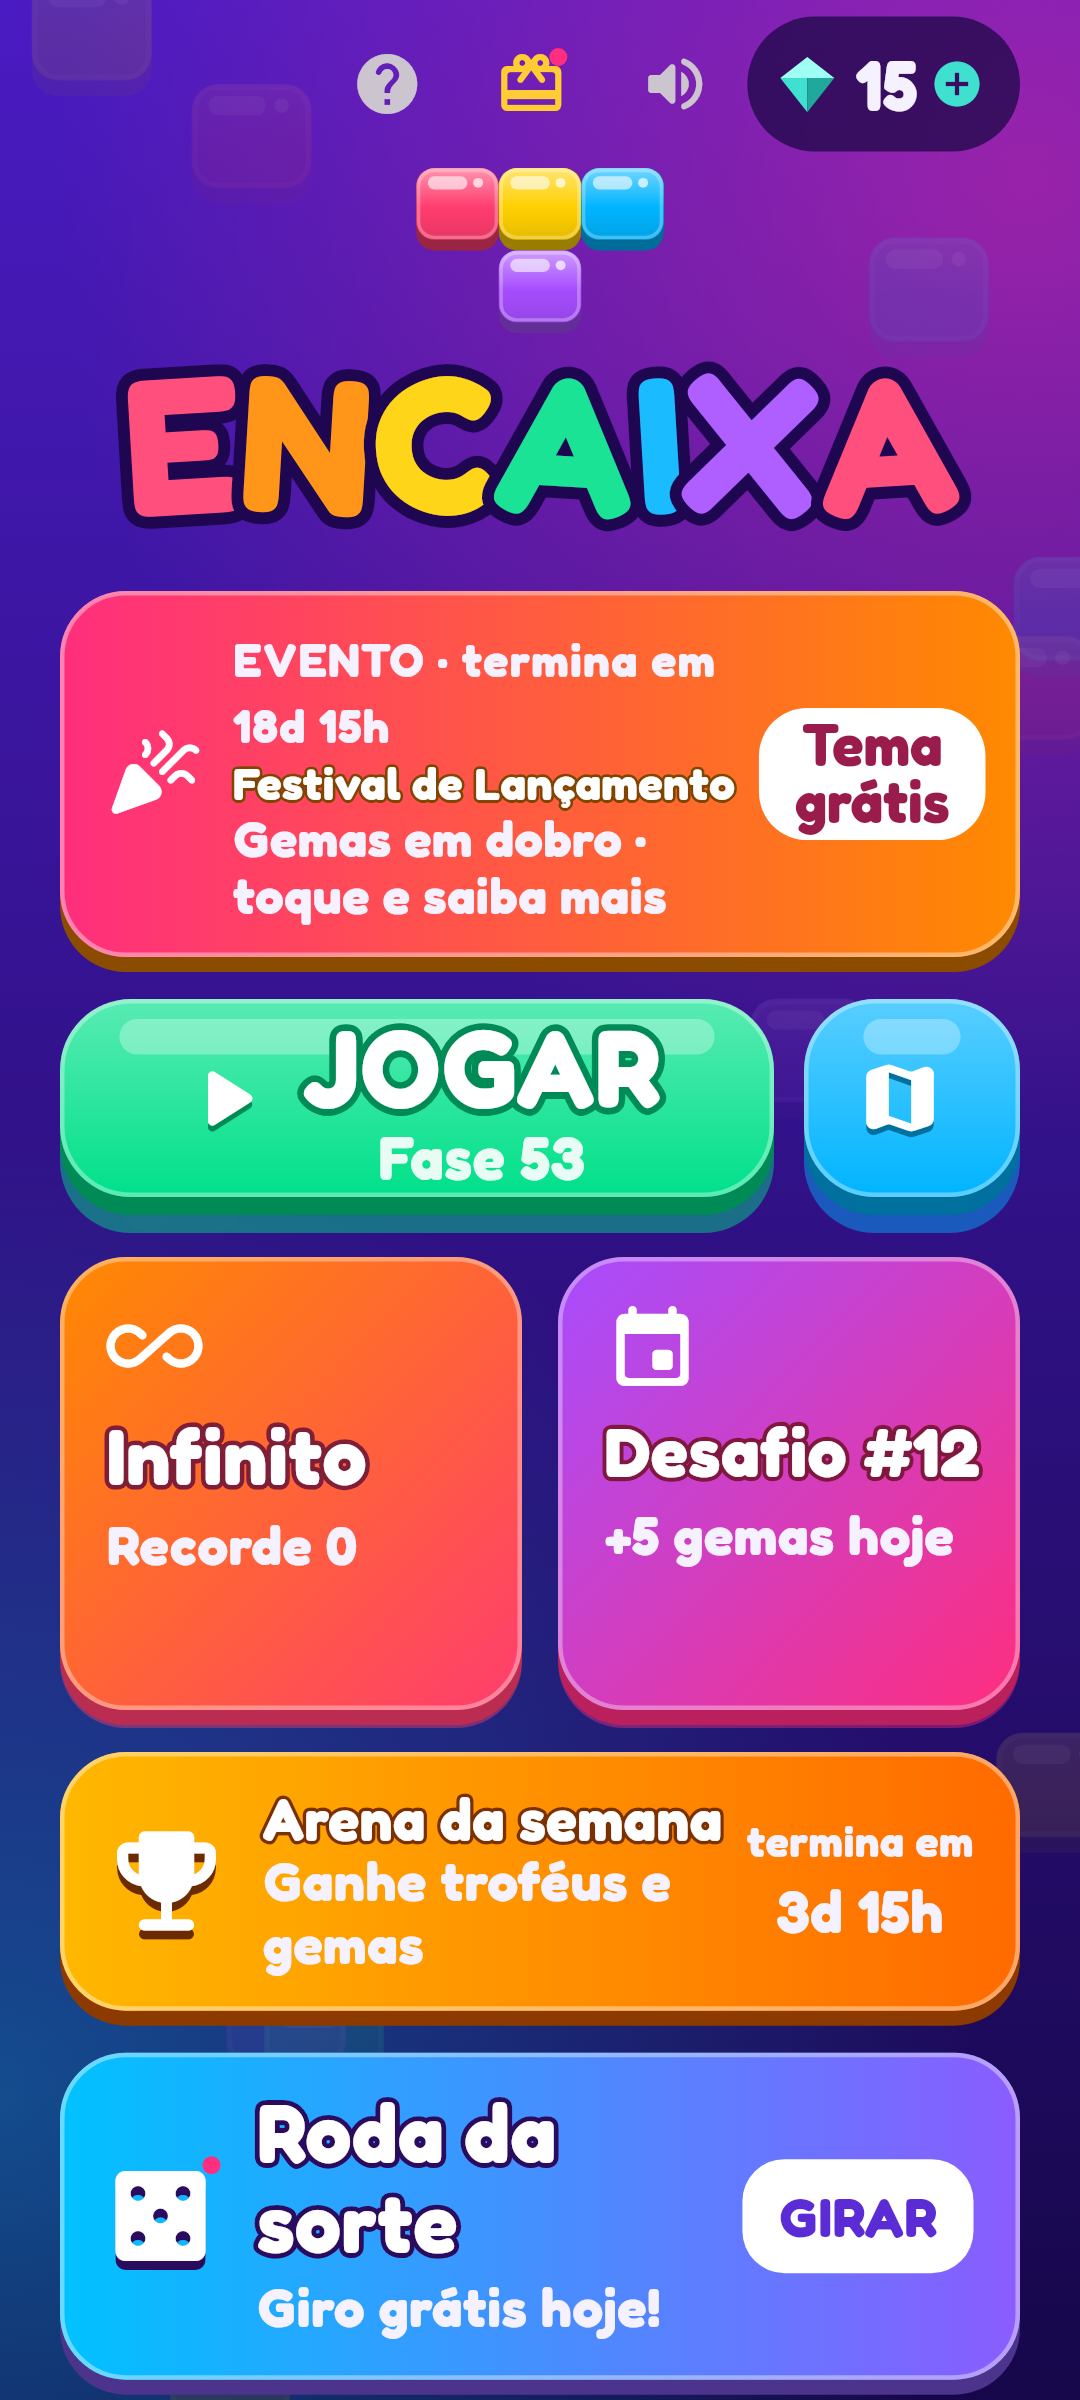 15
ENCAIXA
EVENTO · termina em
18d 15h
Festival de Lançamento
Gemas em dobro ·
toque e saiba mais
Tema
grátis
JOGAR
Fase 53
Infinito
Recorde 0
Desafio #12
+5 gemas hoje
Arena da semana
Ganhe troféus e
gemas
termina em
3d 15h
Roda da
sorte
Giro grátis hoje!
GIRAR